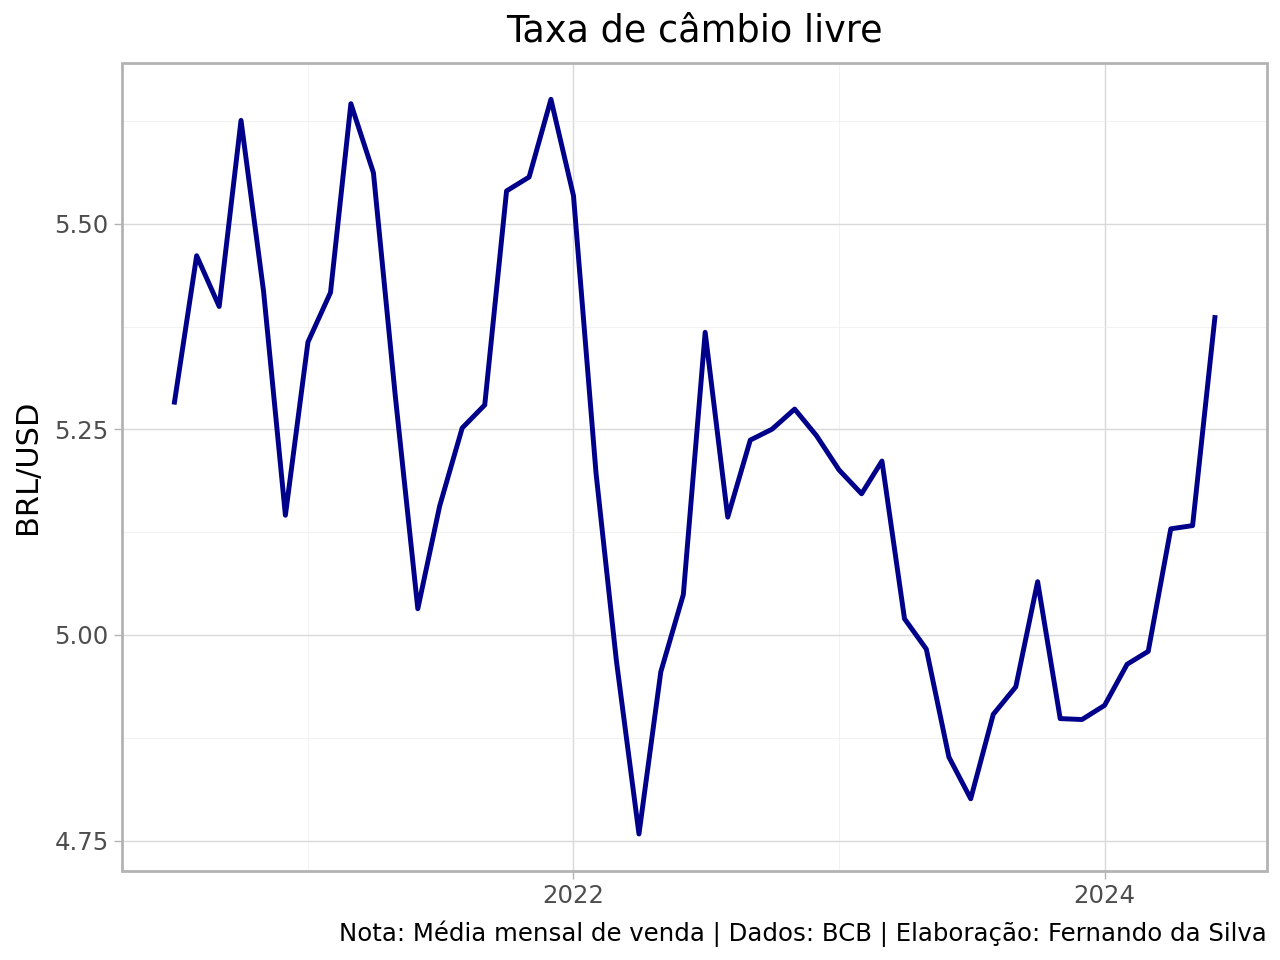 Taxa de câmbio livre
BRL/USD
5.50
5.25
5.00
4.75
2022
2024
Nota: Média mensal de venda | Dados: BCB | Elaboração: Fernando da Silva